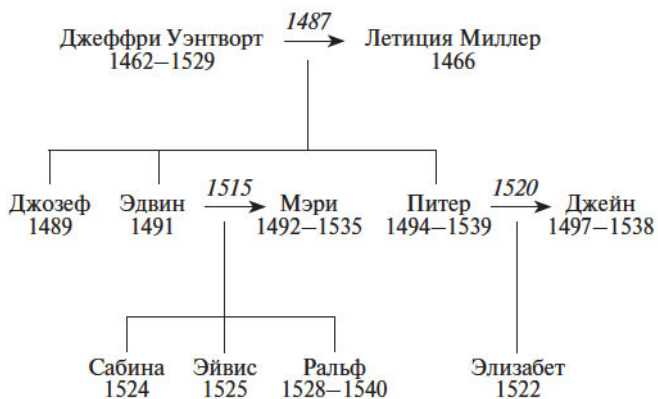 1487
Джеффри Уэнтворт Летиция Миллер
1462–1529 1466
1515 1520
Джозеф Эдвин Мэри Питер Джейн
1489 1491 1492–1535 1494–1539 1497–1538
Сабина Эйвис Ральф Элизабет
1524 1525 1528–1540 1522